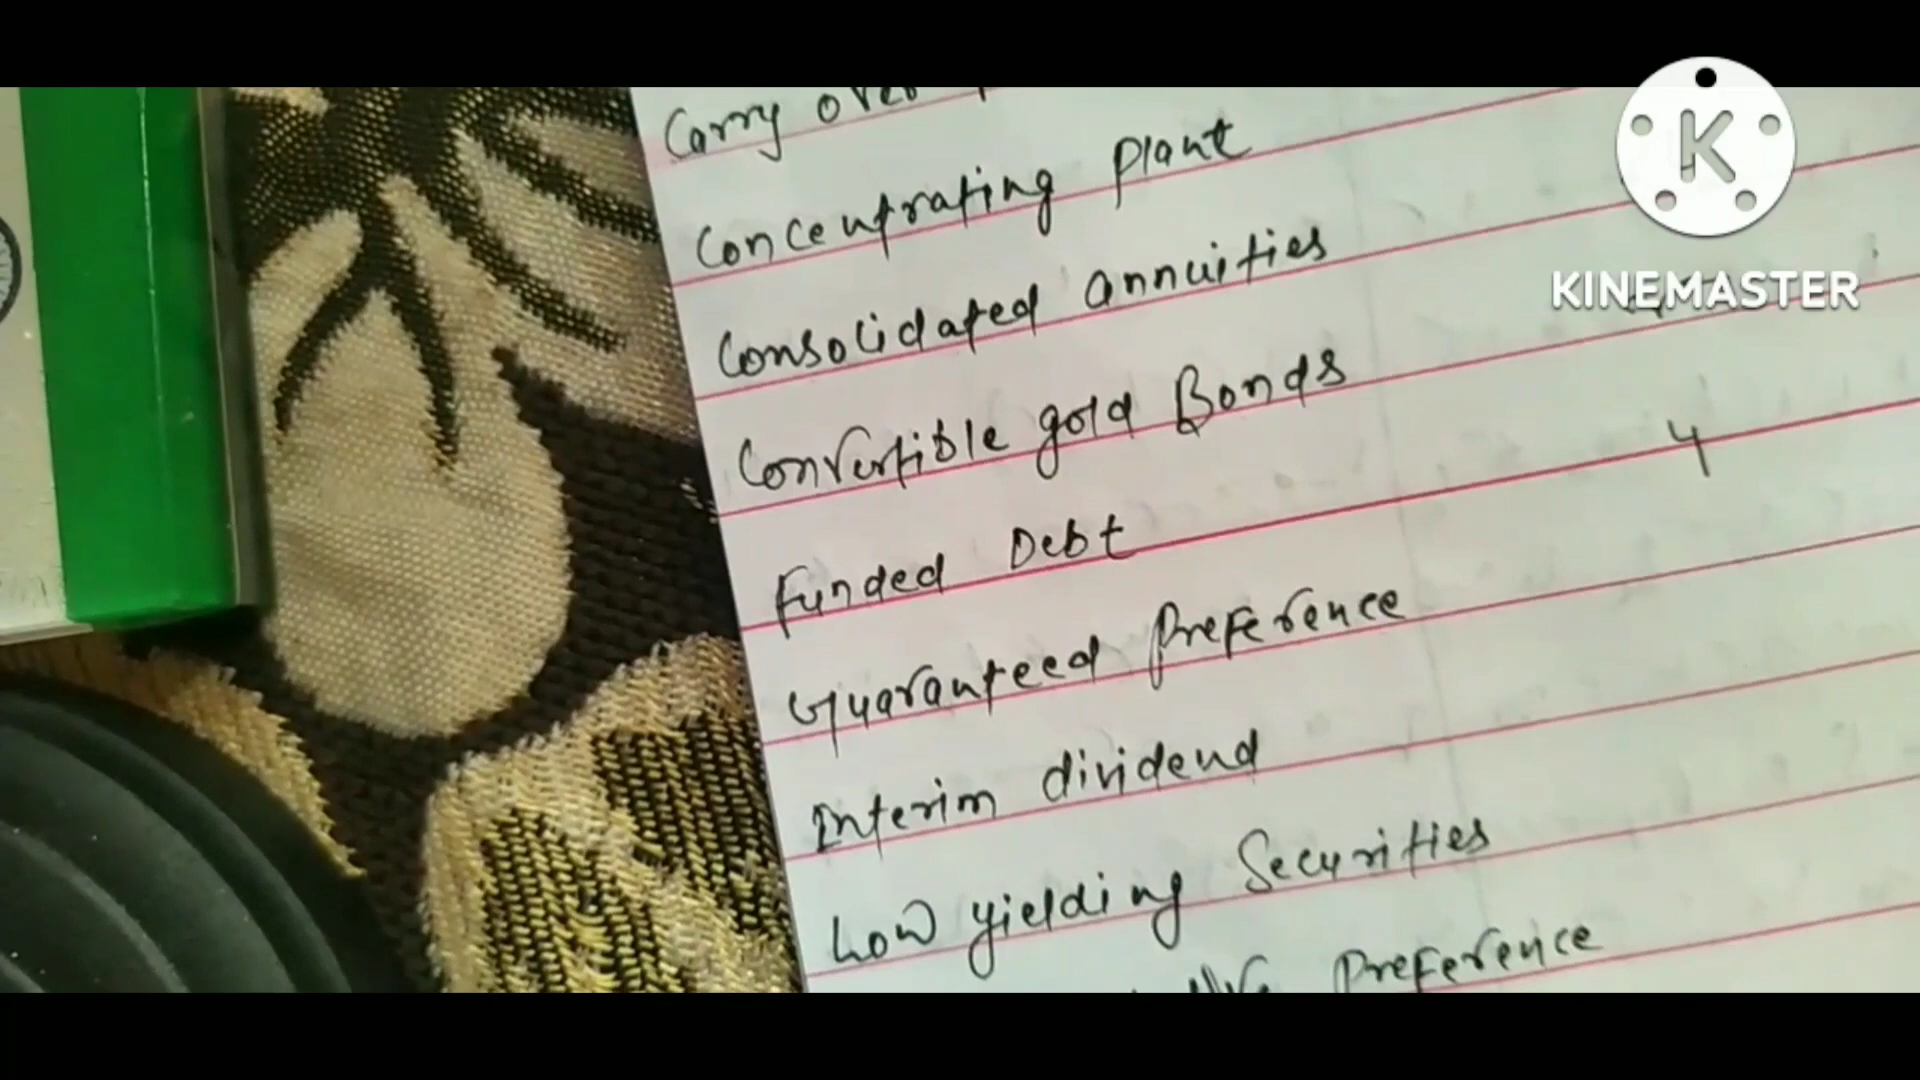 Carry over
Concentrating plant
Consolidated annuities
Convertible gold Bonds
Funded Debt
Guaranteed Preference
Interim dividend
Low yielding Securities
Preference
K
KINEMASTER